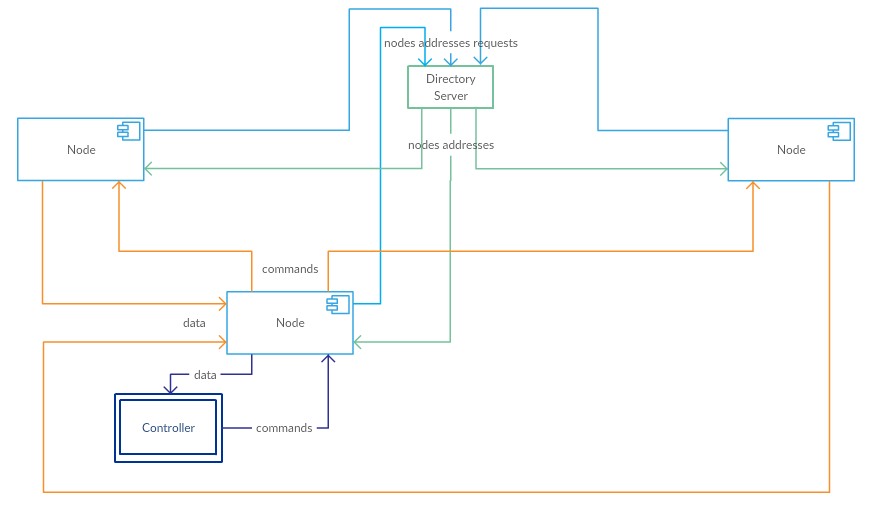 nodes addresses requests
Directory
Server
nodes addresses
Node
Node
commands
data
Node
data
Controller
commands